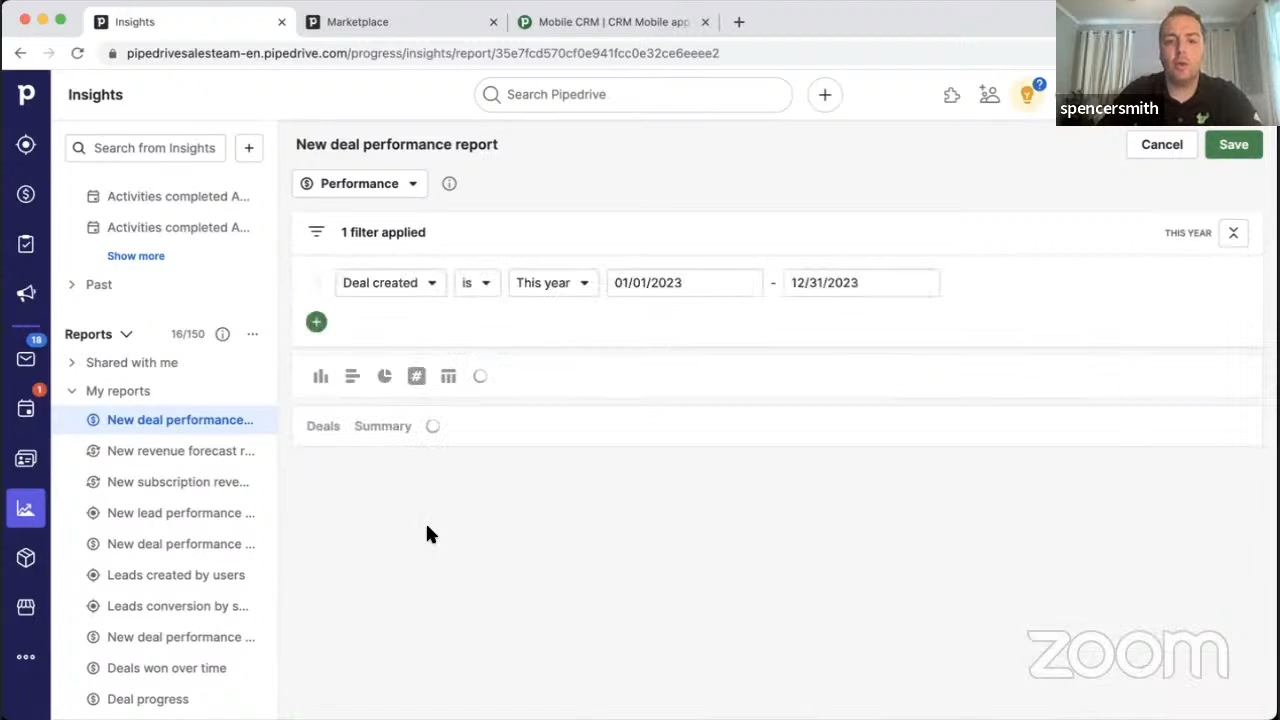 Insights
Marketplace
Mobile CRM | CRM Mobile app
pipedrivesalesteam-en.pipedrive.com/progress/insights/report/35e7fcd570cf0e941fcc0e32ce6eeee2
spencersmith
p
Insights
Search Pipedrive
?
Search from Insights
Activities completed A...
Activities completed A...
Show more
Past
Reports
16/150
Shared with me
My reports
New deal performance...
New revenue forecast r...
New subscription reve...
New lead performance ...
New deal performance ...
Leads created by users
Leads conversion by s...
New deal performance ...
Deals won over time
Deal progress
18
1
New deal performance report
Cancel
Save
Performance
1 filter applied
THIS YEAR
Deal created
is
This year
01/01/2023 - 12/31/2023
Deals
Summary
zoom